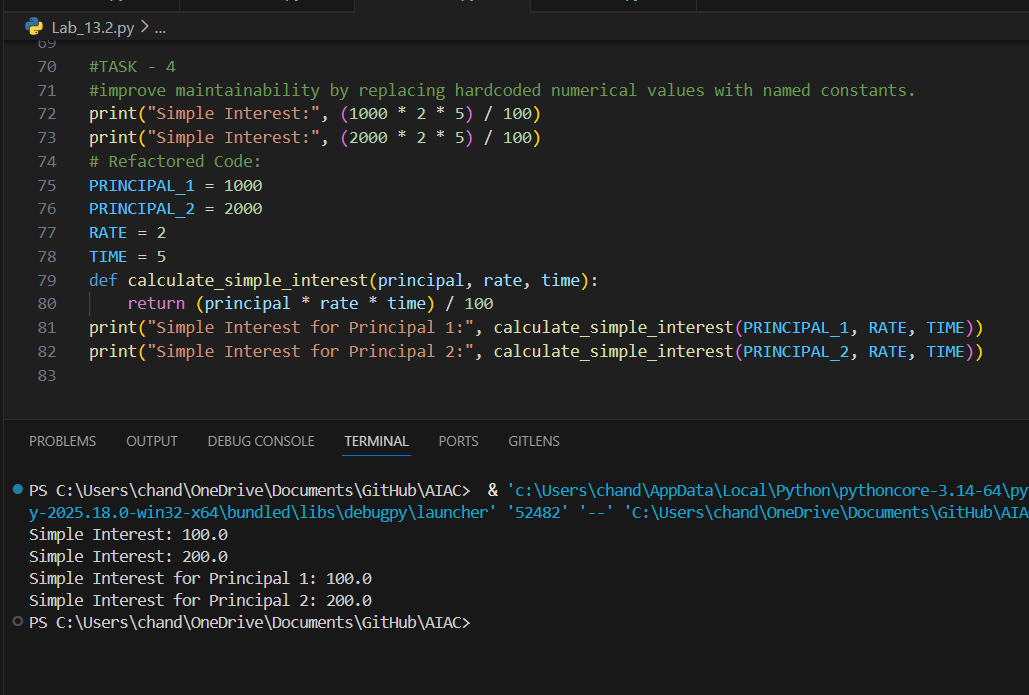 Lab_13.2.py > ...
69
70 #TASK - 4
71 #improve maintainability by replacing hardcoded numerical values with named constants.
72 print("Simple Interest:", (1000 * 2 * 5) / 100)
73 print("Simple Interest:", (2000 * 2 * 5) / 100)
74 # Refactored Code:
75 PRINCIPAL_1 = 1000
76 PRINCIPAL_2 = 2000
77 RATE = 2
78 TIME = 5
79 def calculate_simple_interest(principal, rate, time):
80     return (principal * rate * time) / 100
81 print("Simple Interest for Principal 1:", calculate_simple_interest(PRINCIPAL_1, RATE, TIME))
82 print("Simple Interest for Principal 2:", calculate_simple_interest(PRINCIPAL_2, RATE, TIME))
83
PROBLEMS OUTPUT DEBUG CONSOLE TERMINAL PORTS GITLENS
PS C:\Users\chand\OneDrive\Documents\GitHub\AIAC>  & 'c:\Users\chand\AppData\Local\Python\pythoncore-3.14-64\py
y-2025.18.0-win32-x64\bundled\libs\debugpy\launcher' '52482' '--' 'C:\Users\chand\OneDrive\Documents\GitHub\AIA
Simple Interest: 100.0
Simple Interest: 200.0
Simple Interest for Principal 1: 100.0
Simple Interest for Principal 2: 200.0
PS C:\Users\chand\OneDrive\Documents\GitHub\AIAC>